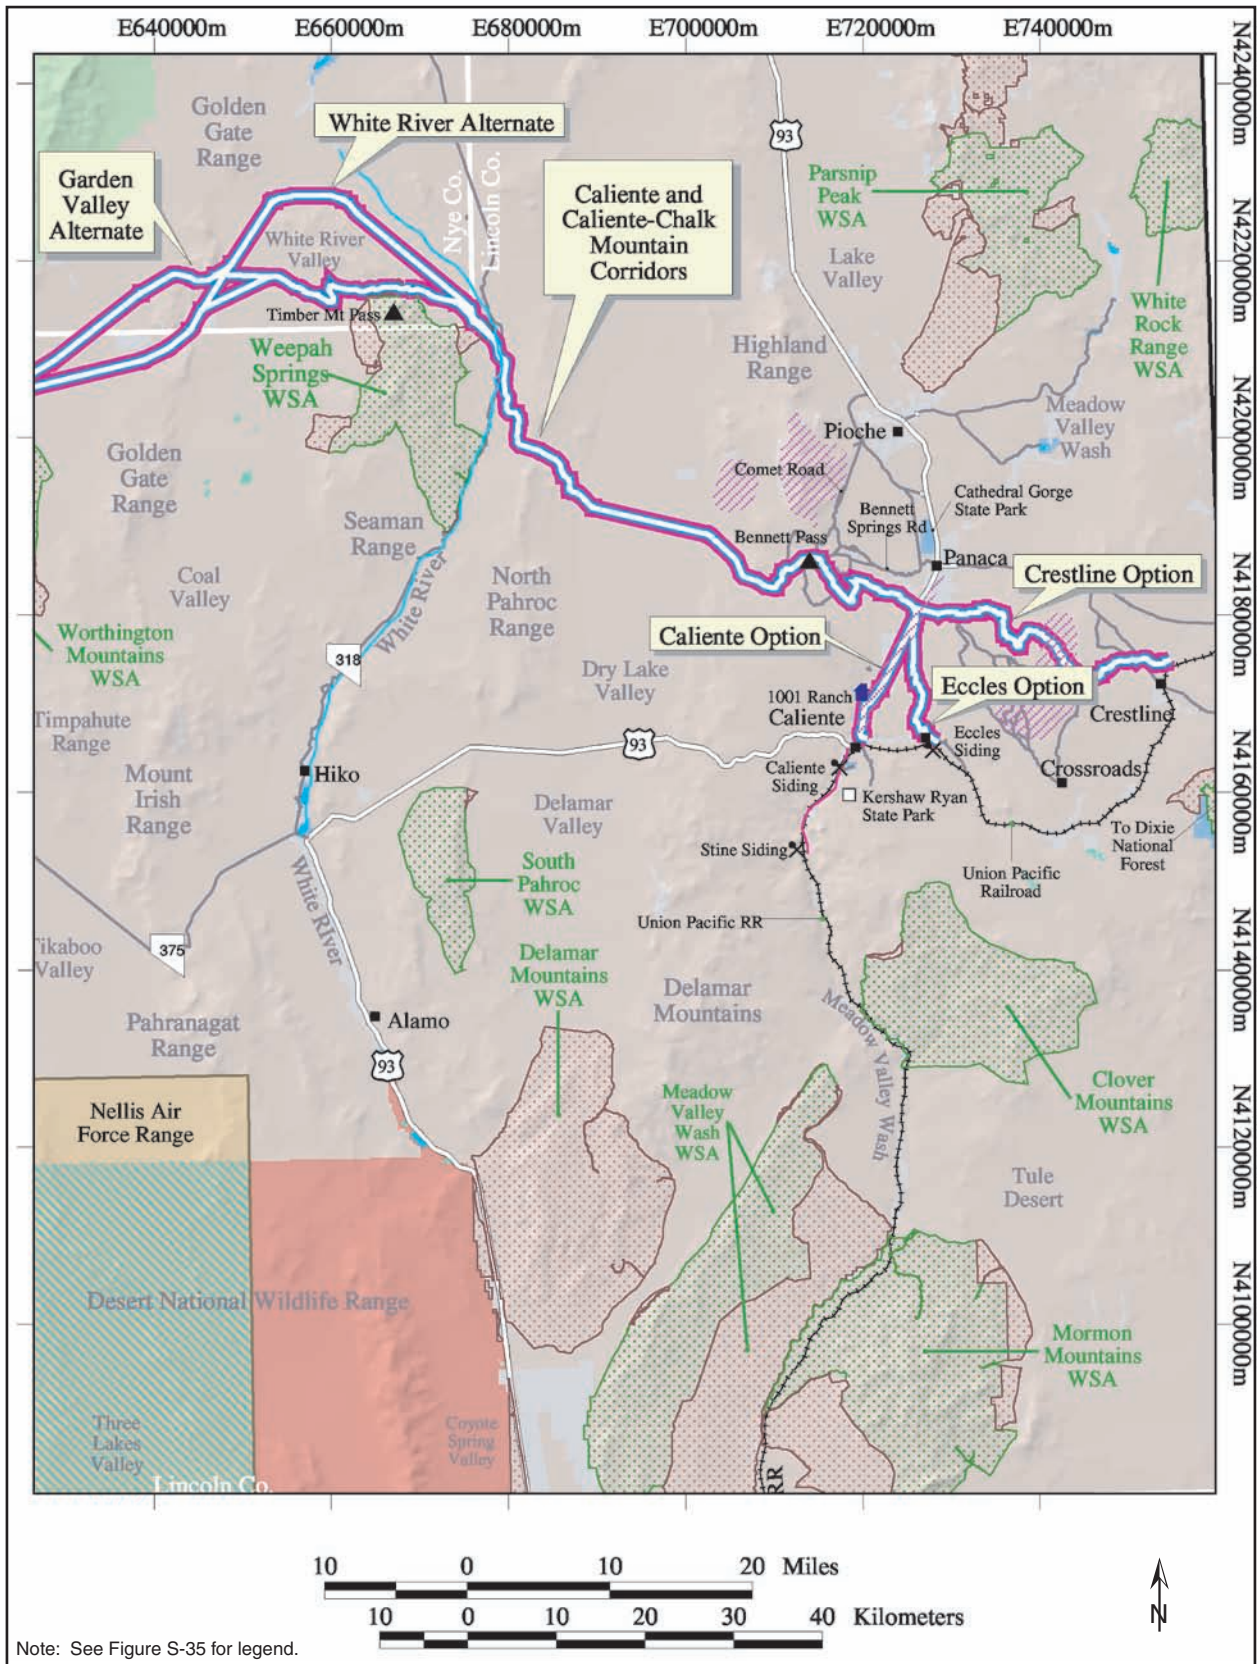 E640000m E660000m E680000m E700000m E720000m E740000m
N4240000m
N4220000m
N4200000m
N4180000m
N4160000m
N4140000m
N4120000m
N4100000m
Golden
Gate
Range
White River Alternate
93
Garden
Valley
Alternate
Nye Co.
Lincoln Co.
Caliente and
Caliente-Chalk
Mountain
Corridors
Parsnip
Peak
WSA
Lake
Valley
White River
Valley
White
Rock
Range
WSA
Timber Mt Pass
Weepah
Springs
WSA
Highland
Range
Meadow
Valley
Wash
Pioche
Golden
Gate
Range
Comet Road
Cathedral Gorge
State Park
Bennett
Springs Rd
Seaman
Range
Bennett Pass
Panaca
Coal
Valley
North
Pahroc
Range
White River
Crestline Option
Caliente Option
Worthington
Mountains
WSA
318
Dry Lake
Valley
Eccles Option
1001 Ranch
Caliente
Crestline
Timpahute
Range
93
Eccles
Siding
Hiko
Mount
Irish
Range
Caliente
Siding
Crossroads
Kershaw Ryan
State Park
Delamar
Valley
To Dixie
National
Forest
Stine Siding
South
Pahroc
WSA
Union Pacific
Railroad
White RIver
Union Pacific RR
375
Tikaboo
Valley
Delamar
Mountains
WSA
Delamar
Mountains
Meadow Valley Wash
Pahranagat
Range
Alamo
93
Clover
Mountains
WSA
Meadow
Valley
Wash
WSA
Nellis Air
Force Range
Tule
Desert
Desert National Wildlife Range
Mormon
Mountains
WSA
Three
Lakes
Valley
Coyote
Spring
Valley
Lincoln Co.
RR
10 0 10 20 Miles
10 0 10 20 30 40 Kilometers
N
Note: See Figure S-35 for legend.